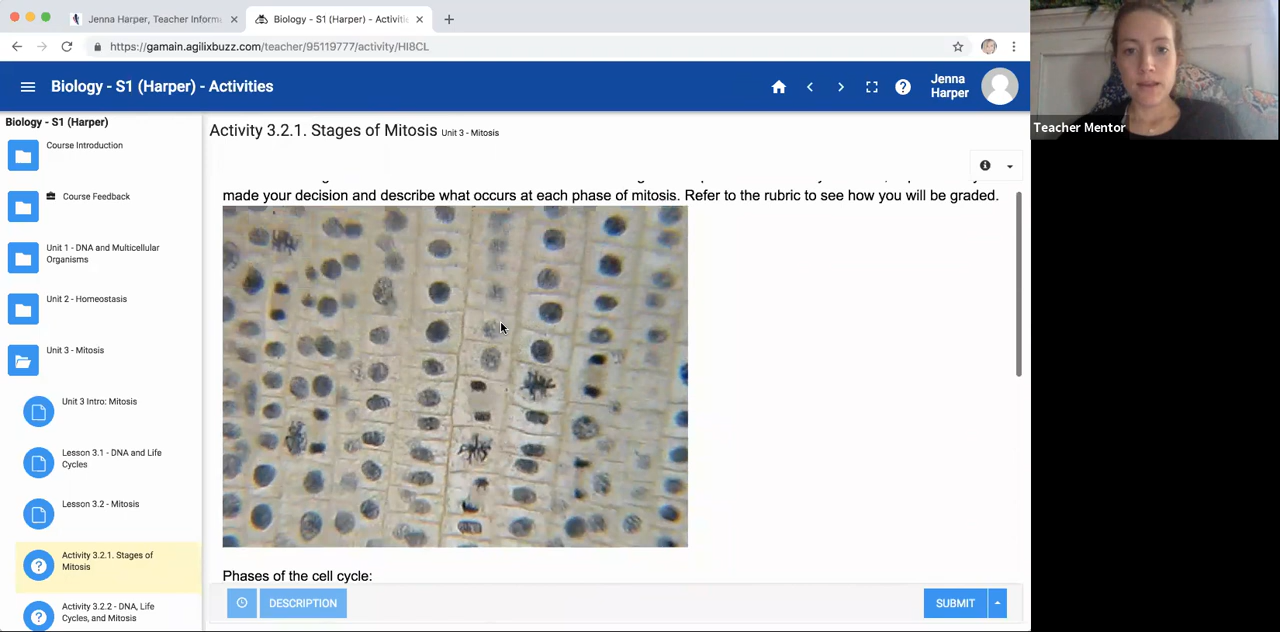 Jenna Harper, Teacher Inform
Biology - S1 (Harper) - Activitie
https://gamain.agilixbuzz.com/teacher/95119777/activity/HI8CL
Biology - S1 (Harper) - Activities
Jenna
Harper
Teacher Mentor
Biology - S1 (Harper)
Course Introduction
Course Feedback
Unit 1 - DNA and Multicellular
Organisms
Unit 2 - Homeostasis
Unit 3 - Mitosis
Unit 3 Intro: Mitosis
Lesson 3.1 - DNA and Life
Cycles
Lesson 3.2 - Mitosis
Activity 3.2.1. Stages of
Mitosis
Activity 3.2.2 - DNA, Life
Cycles, and Mitosis
Activity 3.2.1. Stages of Mitosis Unit 3 - Mitosis
made your decision and describe what occurs at each phase of mitosis. Refer to the rubric to see how you will be graded.
Phases of the cell cycle:
DESCRIPTION
SUBMIT